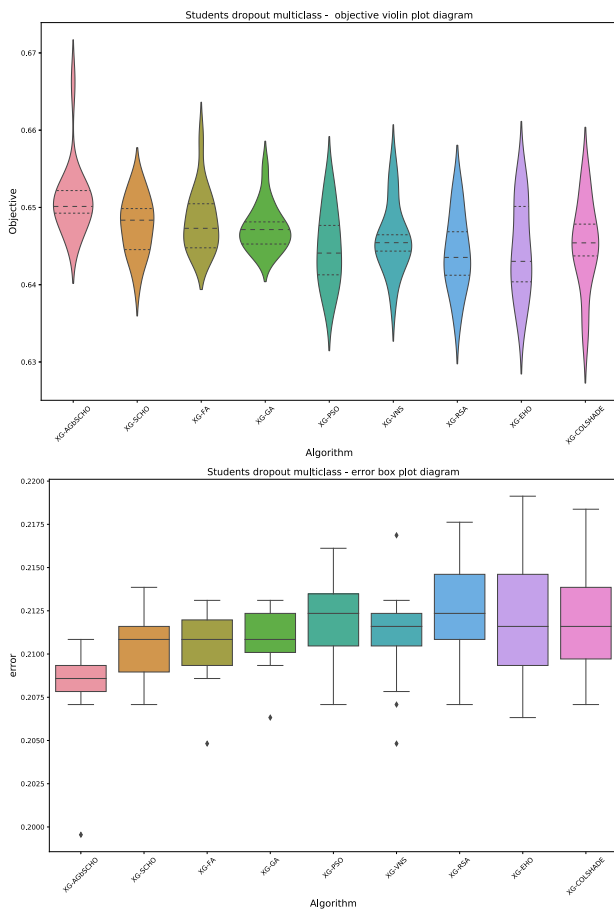 Students dropout multiclass -  objective violin plot diagram
0.67
0.66
0.65
0.64
0.63
Objective
XG-AGbSCHO
XG-SCHO
XG-FA
XG-GA
XG-PSO
XG-VNS
XG-RSA
XG-EHO
XG-COLSHADE
Algorithm
Students dropout multiclass - error box plot diagram
0.2200
0.2175
0.2150
0.2125
0.2100
0.2075
0.2050
0.2025
0.2000
error
XG-AGbSCHO
XG-SCHO
XG-FA
XG-GA
XG-PSO
XG-VNS
XG-RSA
XG-EHO
XG-COLSHADE
Algorithm